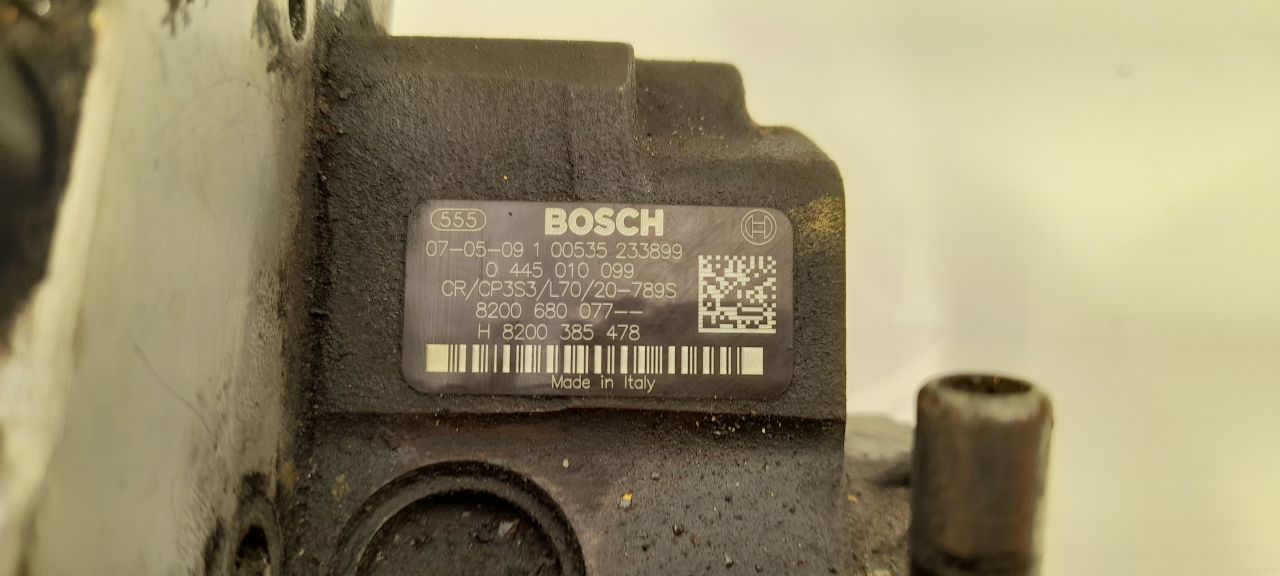 555 BOSCH H
07-05-09 1 00535 233899
0 445 010 099
CR/CP3S3/L70/20-789S
8200 680 077--
H 8200 385 478
Made in Italy